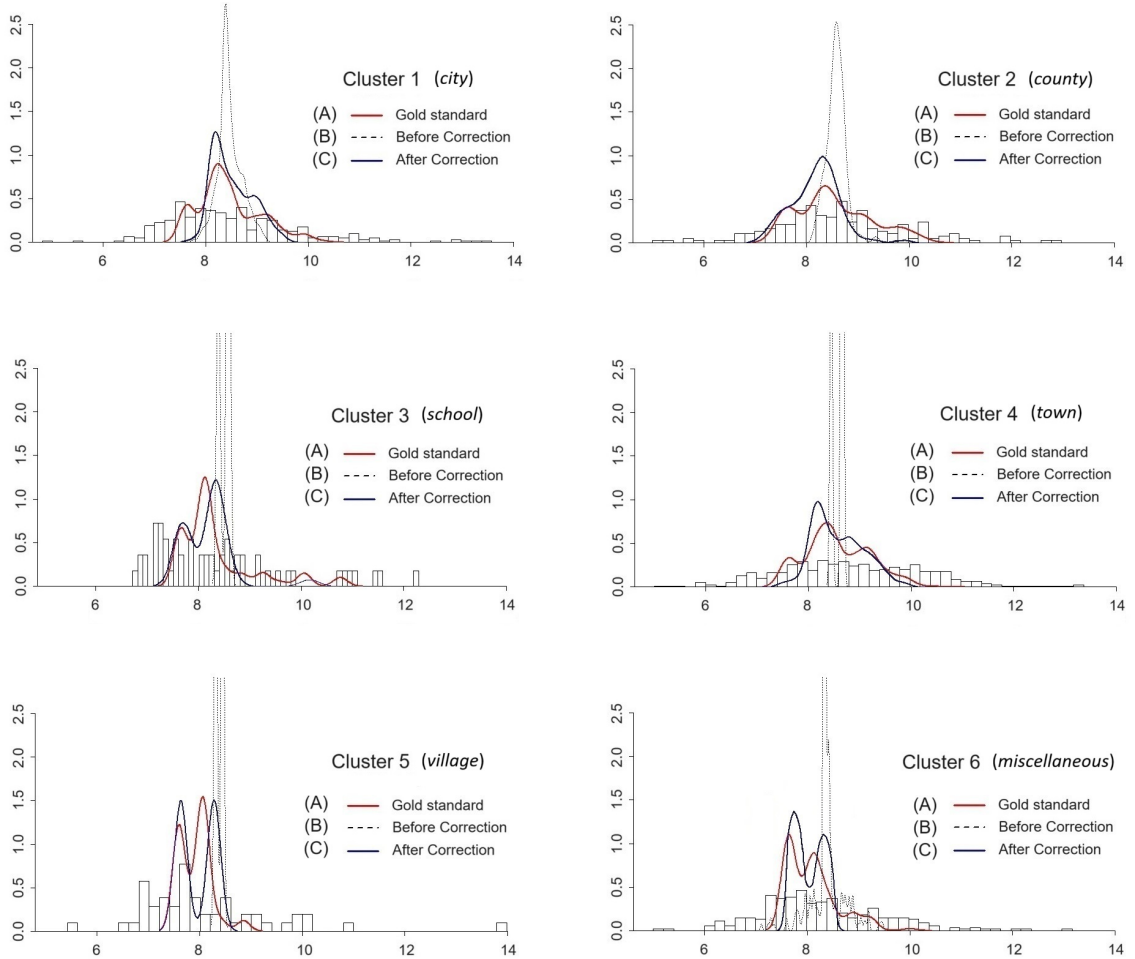 Cluster 1 (city)
(A) Gold standard
(B) Before Correction
(C) After Correction
0.0 0.5 1.0 1.5 2.0 2.5
6 8 10 12 14
Cluster 2 (county)
(A) Gold standard
(B) Before Correction
(C) After Correction
0.0 0.5 1.0 1.5 2.0 2.5
6 8 10 12 14
Cluster 3 (school)
(A) Gold standard
(B) Before Correction
(C) After Correction
0.0 0.5 1.0 1.5 2.0 2.5
6 8 10 12 14
Cluster 4 (town)
(A) Gold standard
(B) Before Correction
(C) After Correction
0.0 0.5 1.0 1.5 2.0 2.5
6 8 10 12 14
Cluster 5 (village)
(A) Gold standard
(B) Before Correction
(C) After Correction
0.0 0.5 1.0 1.5 2.0 2.5
6 8 10 12 14
Cluster 6 (miscellaneous)
(A) Gold standard
(B) Before Correction
(C) After Correction
0.0 0.5 1.0 1.5 2.0 2.5
6 8 10 12 14